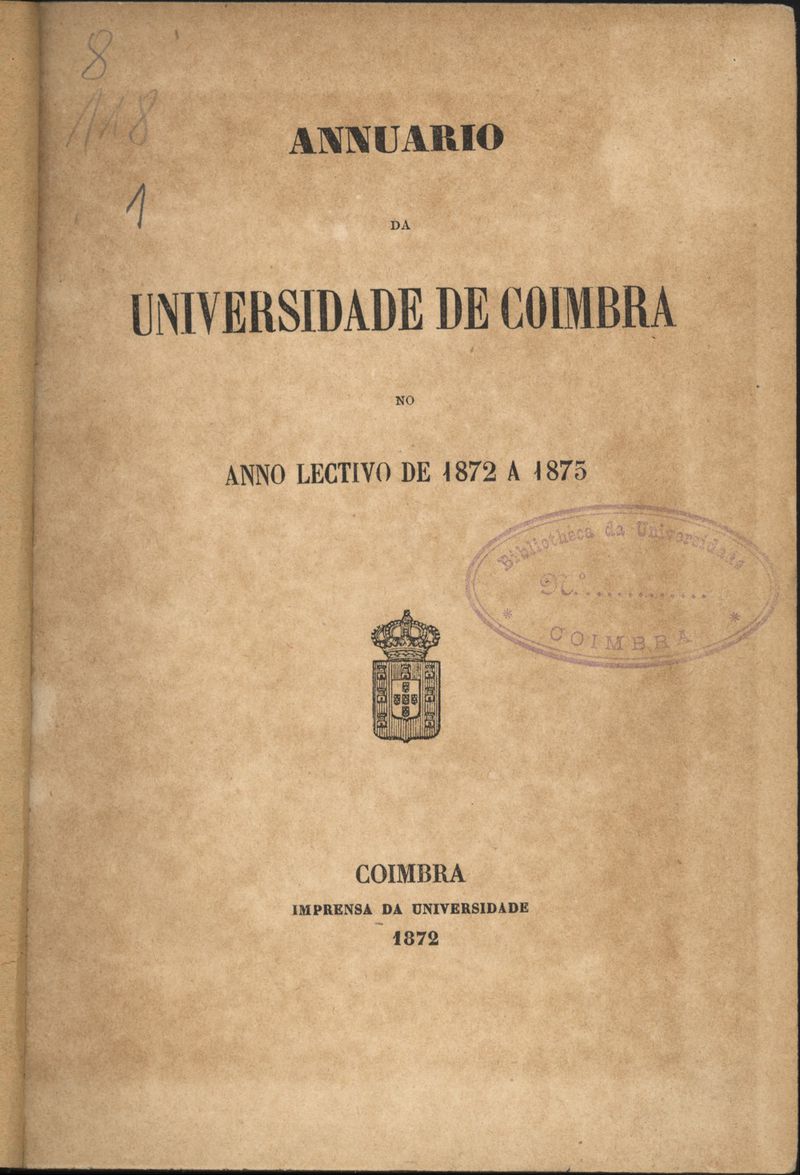 8
118
1
ANNUARIO
DA
UNIVERSIDADE DE COIMBRA
NO
ANNO LECTIVO DE 1872 A 1873
Bibliotheca da Universidade
N.º.............
* COIMBRA *
COIMBRA
IMPRENSA DA UNIVERSIDADE
1872